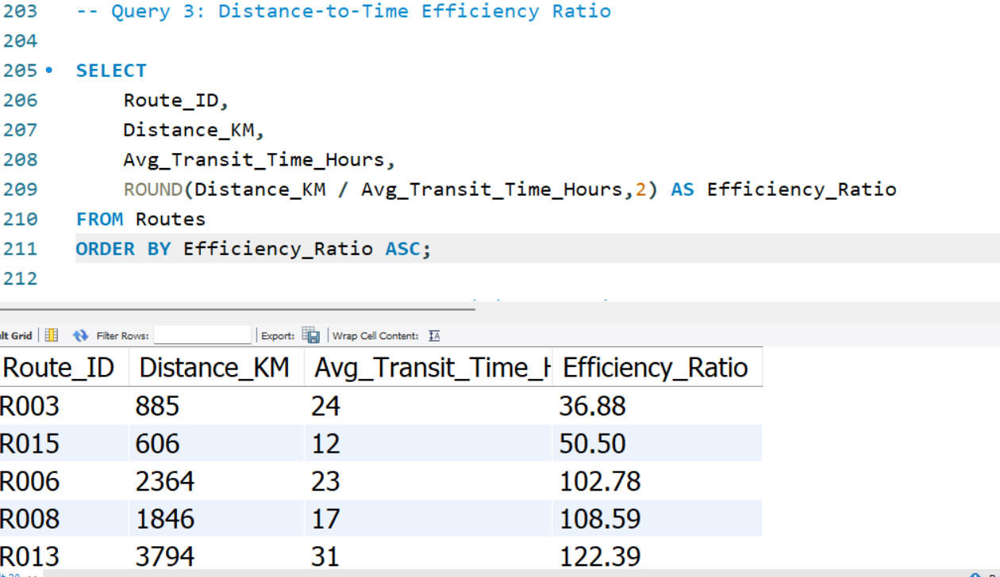 203 -- Query 3: Distance-to-Time Efficiency Ratio
204
205 SELECT
206 Route_ID,
207 Distance_KM,
208 Avg_Transit_Time_Hours,
209 ROUND(Distance_KM / Avg_Transit_Time_Hours,2) AS Efficiency_Ratio
210 FROM Routes
211 ORDER BY Efficiency_Ratio ASC;
212
lt Grid Filter Rows: Export: Wrap Cell Content:
Route_ID Distance_KM Avg_Transit_Time_H Efficiency_Ratio
R003 885 24 36.88
R015 606 12 50.50
R006 2364 23 102.78
R008 1846 17 108.59
R013 3794 31 122.39